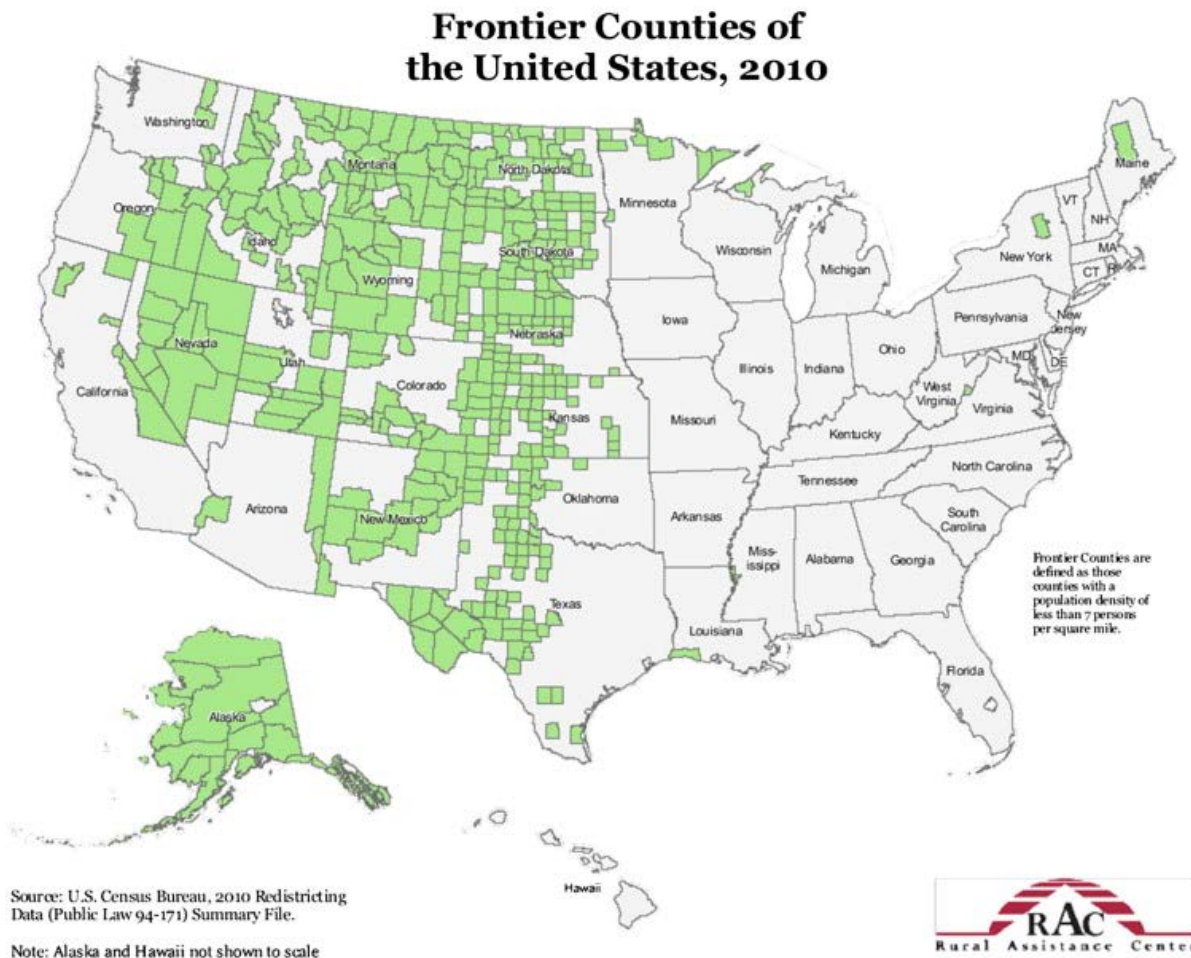 Frontier Counties of
the United States, 2010
Washington
Montana
North Dakota
Minnesota
Maine
VT
NH
Oregon
Idaho
South Dakota
Wisconsin
Michigan
New York
MA
CT
RI
Wyoming
Iowa
Pennsylvania
New
Jersey
Nebraska
Nevada
Utah
Colorado
Illinois
Indiana
Ohio
MD
DE
West
Virginia
Virginia
California
Kansas
Missouri
Kentucky
North Carolina
Tennessee
Arizona
New Mexico
Oklahoma
Arkansas
South
Carolina
Miss-
issippi
Alabama
Georgia
Texas
Louisiana
Florida
Frontier Counties are
defined as those
counties with a
population density of
less than 7 persons
per square mile.
Alaska
Hawaii
Source: U.S. Census Bureau, 2010 Redistricting
Data (Public Law 94-171) Summary File.
Note: Alaska and Hawaii not shown to scale
RAC
Rural Assistance Center